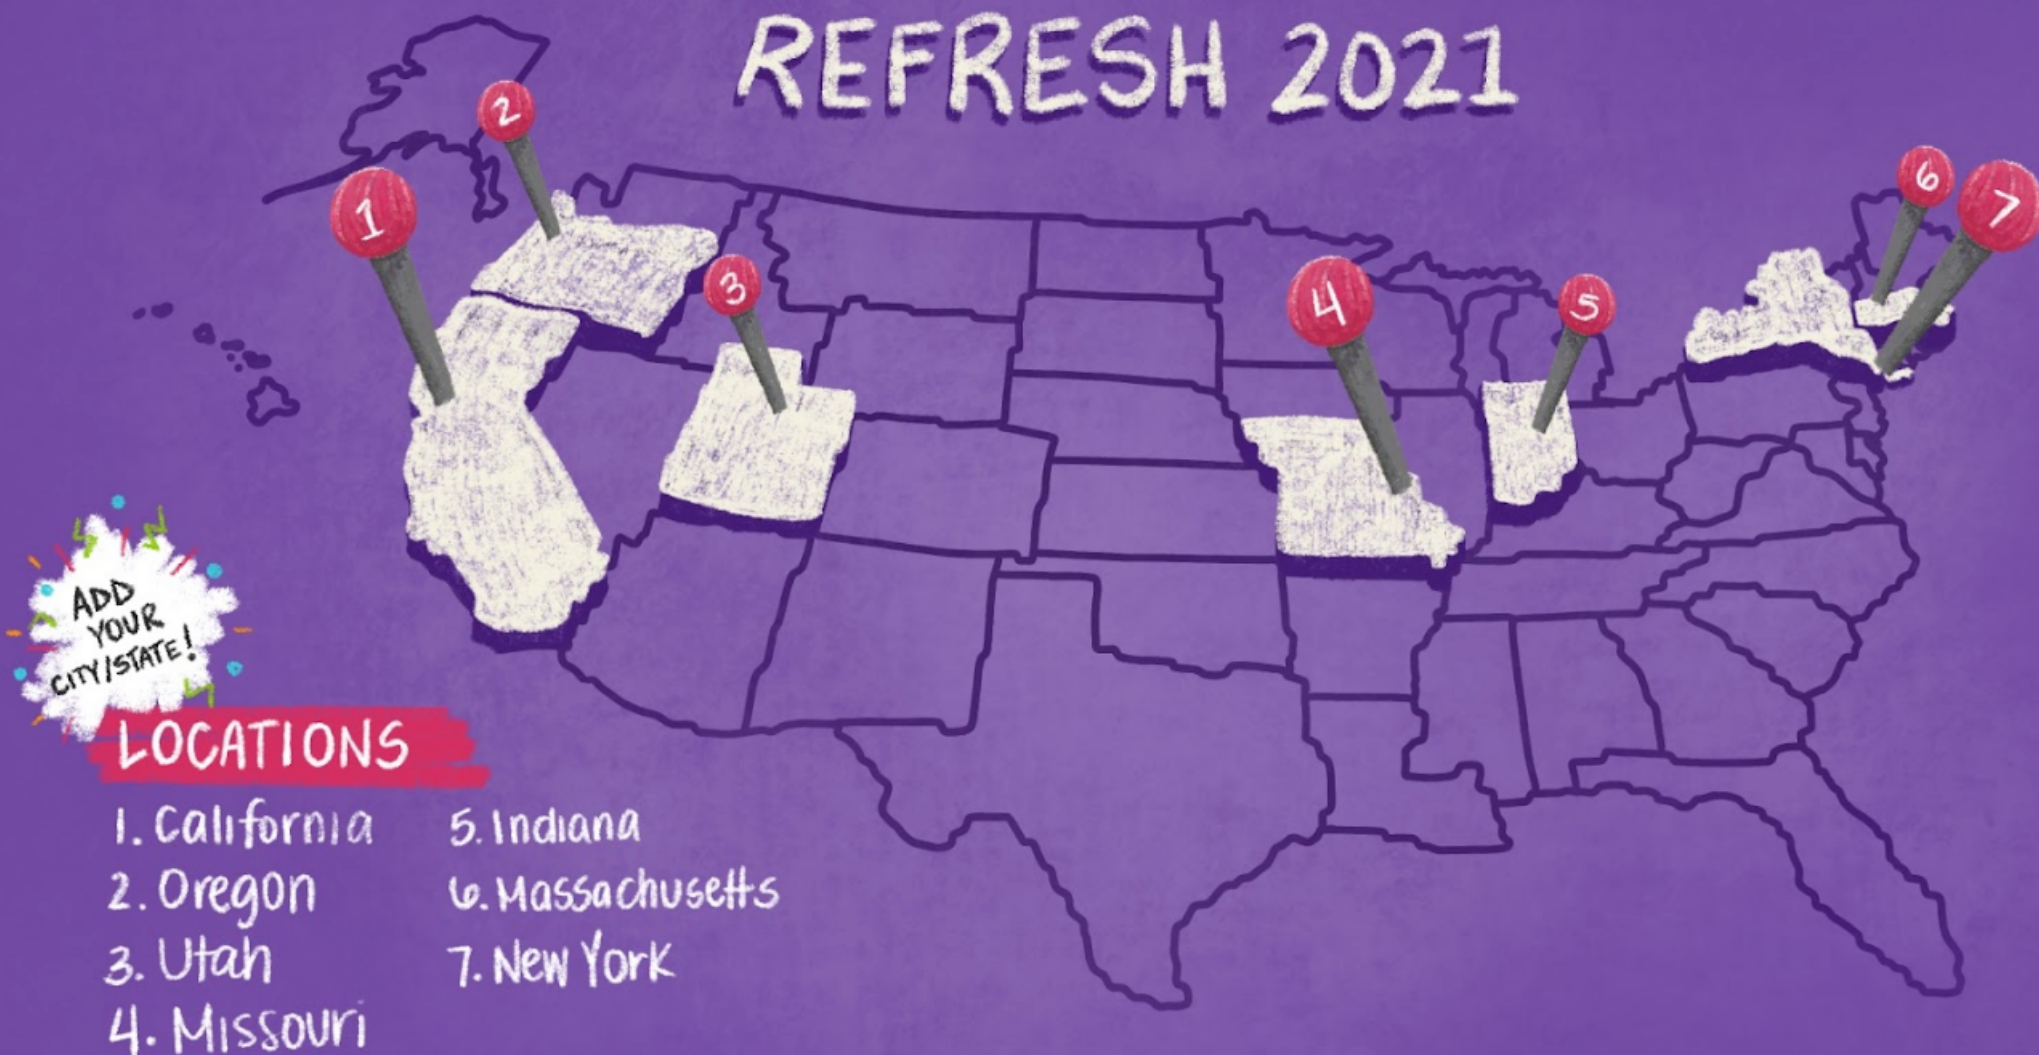 REFRESH 2021
2
1
3
4
5
6
7
ADD
YOUR
CITY/STATE!
LOCATIONS
1. California
2. Oregon
3. Utah
4. Missouri
5. Indiana
6. Massachusetts
7. New York